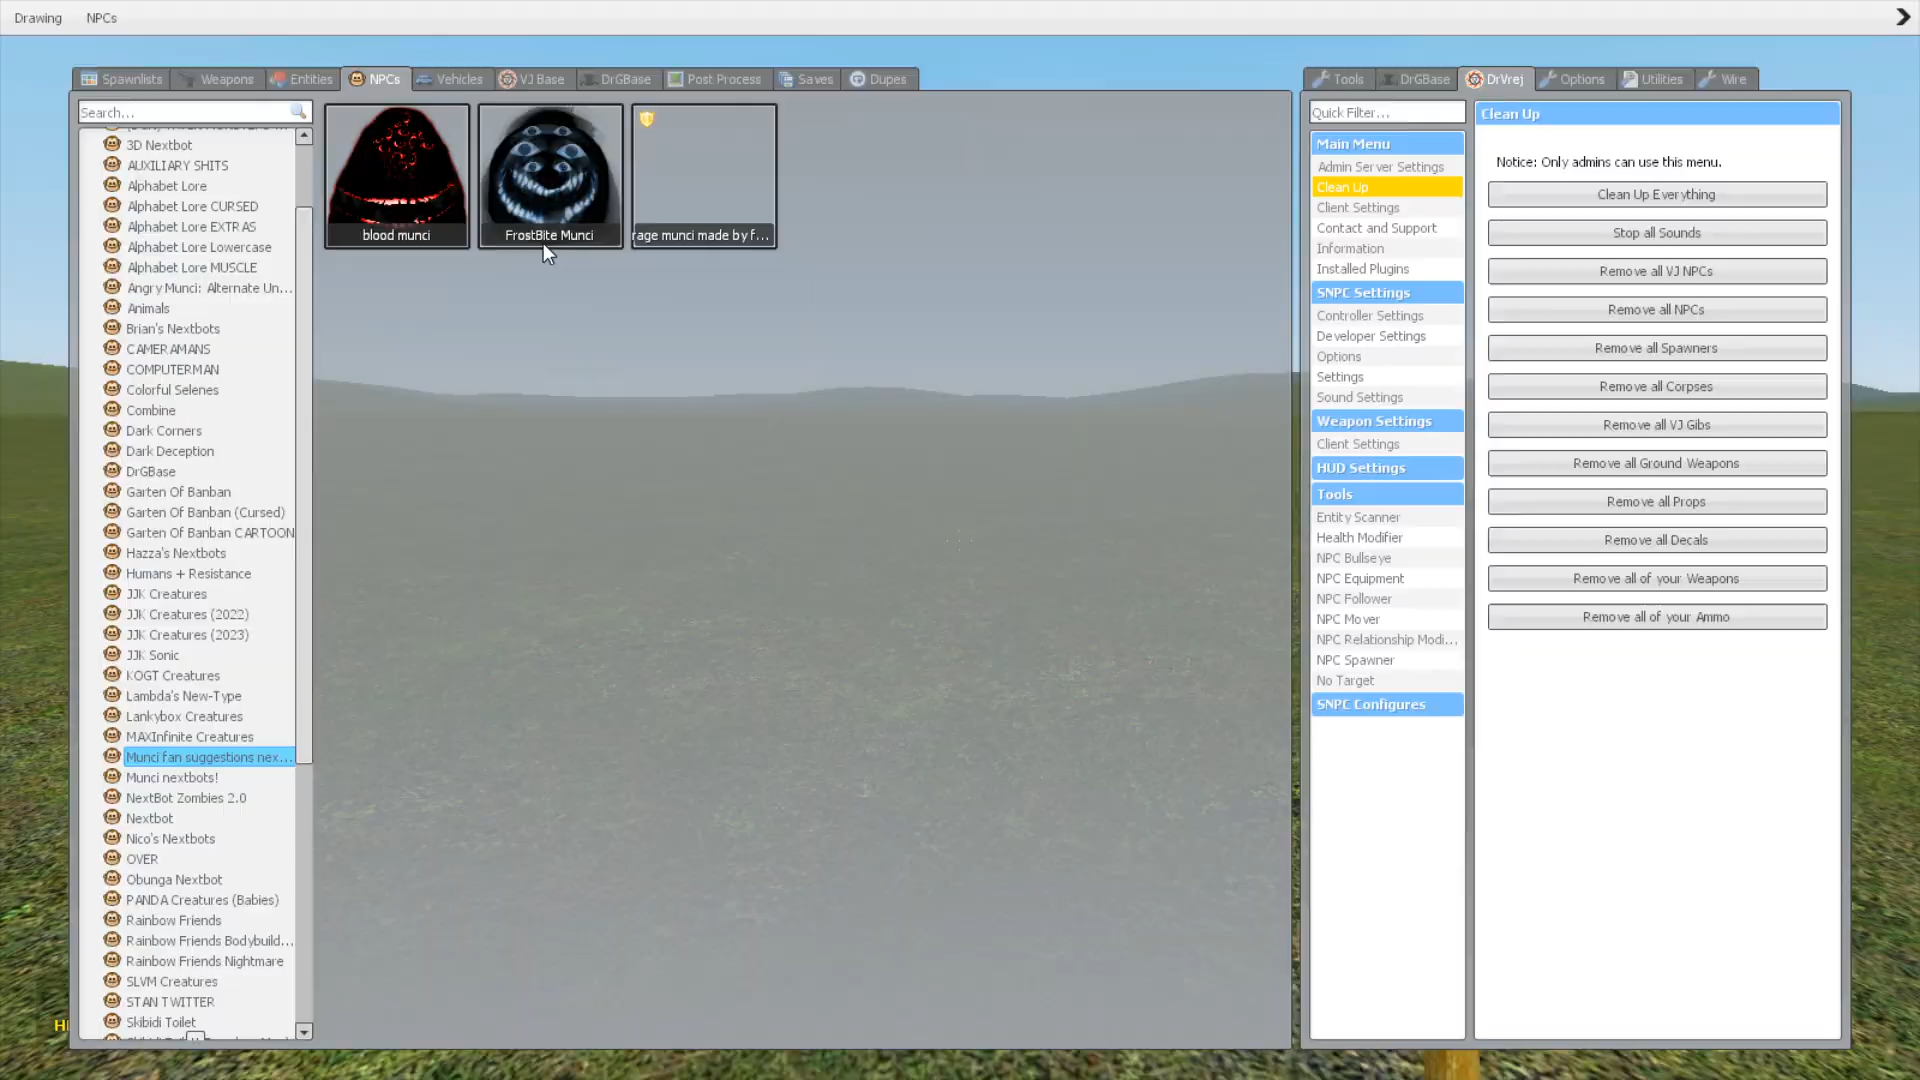 Drawing NPCs
Spawnlists Weapons Entities NPCs Vehicles VJ Base DrGBase Post Process Saves Dupes
Search...
3D Nextbot
AUXILIARY SHITS
Alphabet Lore
Alphabet Lore CURSED
Alphabet Lore EXTRAS
Alphabet Lore Lowercase
Alphabet Lore MUSCLE
Angry Munci: Alternate Un...
Animals
Brian's Nextbots
CAMERAMANS
COMPUTERMAN
Colorful Selenes
Combine
Dark Corners
Dark Deception
DrGBase
Garten Of Banban
Garten Of Banban (Cursed)
Garten Of Banban CARTOON
Hazza's Nextbots
Humans + Resistance
JJK Creatures
JJK Creatures (2022)
JJK Creatures (2023)
JJK Sonic
KOGT Creatures
Lambda's New-Type
Lankybox Creatures
MAXInfinite Creatures
Munci fan suggestions nex...
Munci nextbots!
NextBot Zombies 2.0
Nextbot
Nico's Nextbots
OVER
Obunga Nextbot
PANDA Creatures (Babies)
Rainbow Friends
Rainbow Friends Bodybuild...
Rainbow Friends Nightmare
SLVM Creatures
STAN TWITTER
Skibidi Toilet
blood munci
FrostBite Munci
rage munci made by f...
Tools DrGBase DrVrej Options Utilities Wire
Quick Filter...
Main Menu
Admin Server Settings
Clean Up
Client Settings
Contact and Support
Information
Installed Plugins
SNPC Settings
Controller Settings
Developer Settings
Options
Settings
Sound Settings
Weapon Settings
Client Settings
HUD Settings
Tools
Entity Scanner
Health Modifier
NPC Bullseye
NPC Equipment
NPC Follower
NPC Mover
NPC Relationship Modi...
NPC Spawner
No Target
SNPC Configures
Clean Up
Notice: Only admins can use this menu.
Clean Up Everything
Stop all Sounds
Remove all VJ NPCs
Remove all NPCs
Remove all Spawners
Remove all Corpses
Remove all VJ Gibs
Remove all Ground Weapons
Remove all Props
Remove all Decals
Remove all of your Weapons
Remove all of your Ammo